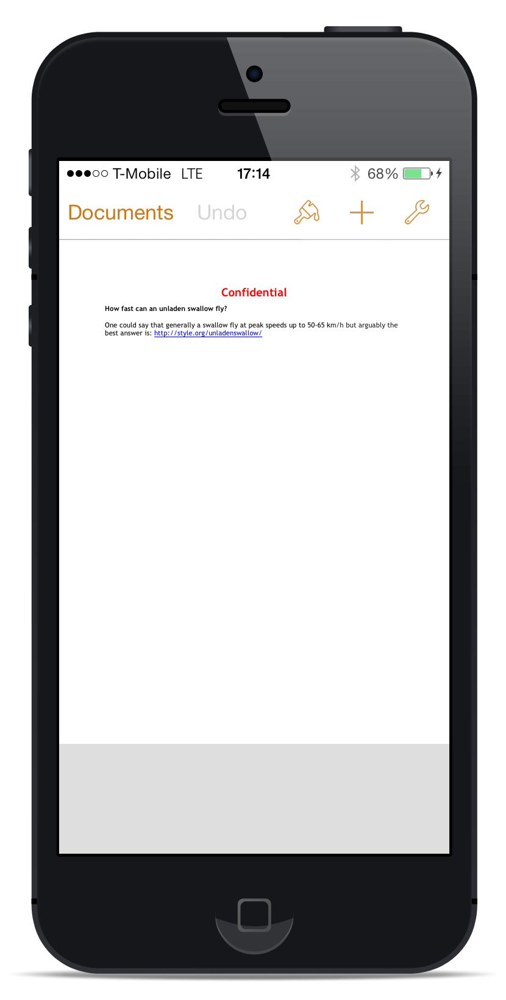 T-Mobile LTE 17:14 68%
Documents Undo
Confidential
How fast can an unladen swallow fly?
One could say that generally a swallow fly at peak speeds up to 50-65 km/h but arguably the
best answer is: http://style.org/unladenswallow/